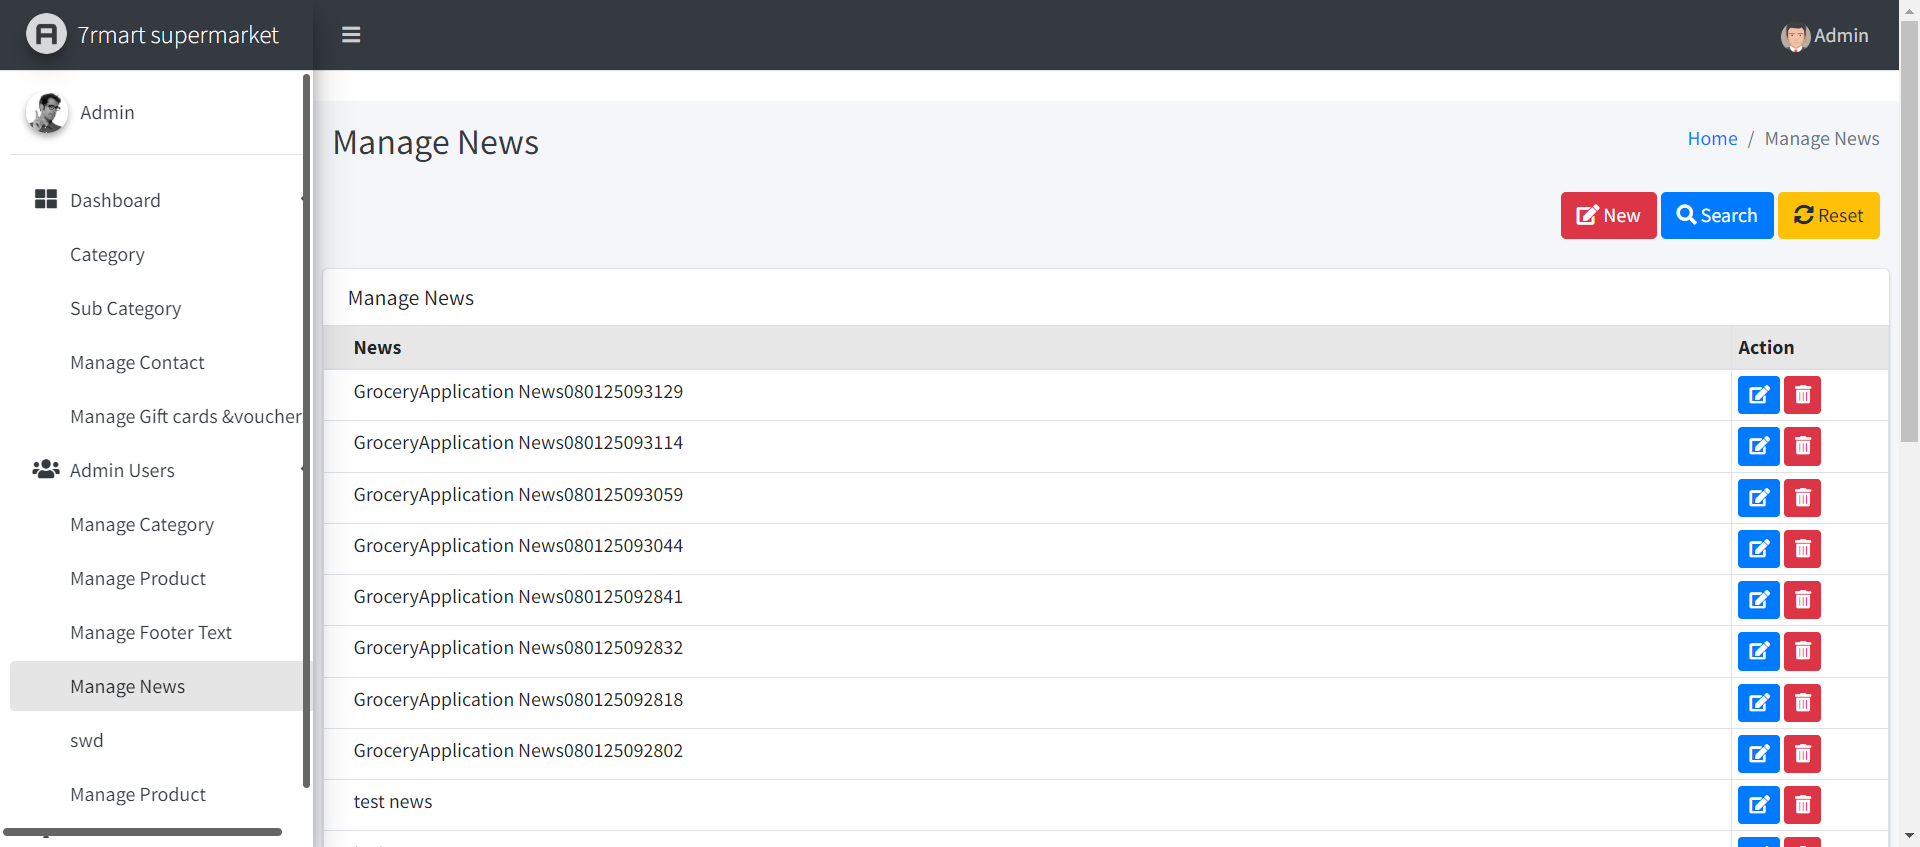 7rmart supermarket
Admin
Admin
Manage News
Home / Manage News
Dashboard
Category
Sub Category
Manage Contact
Manage Gift cards &voucher
Admin Users
Manage Category
Manage Product
Manage Footer Text
Manage News
swd
Manage Product
New
Search
Reset
Manage News
News
Action
GroceryApplication News080125093129
GroceryApplication News080125093114
GroceryApplication News080125093059
GroceryApplication News080125093044
GroceryApplication News080125092841
GroceryApplication News080125092832
GroceryApplication News080125092818
GroceryApplication News080125092802
test news